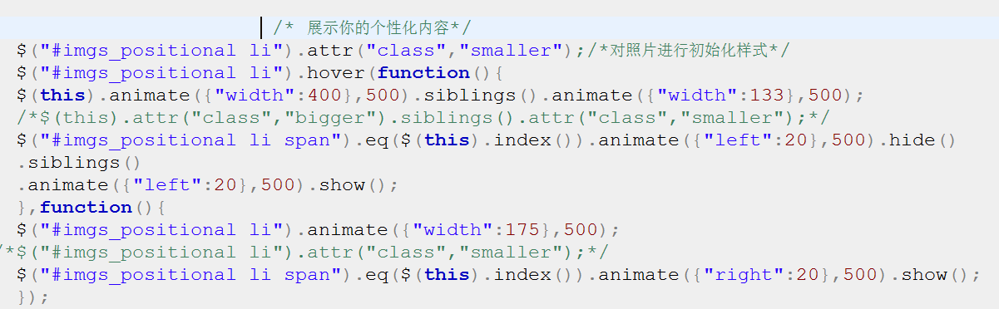 /* 展示你的个性化内容*/
$("#imgs_positional li").attr("class","smaller");/*对照片进行初始化样式*/
$("#imgs_positional li").hover(function(){
$(this).animate({"width":400},500).siblings().animate({"width":133},500);
/*$(this).attr("class","bigger").siblings().attr("class","smaller");*/
$("#imgs_positional li span").eq($(this).index()).animate({"left":20},500).hide()
.siblings()
.animate({"left":20},500).show();
},function(){
$("#imgs_positional li").animate({"width":175},500);
/*$("#imgs_positional li").attr("class","smaller");*/
$("#imgs_positional li span").eq($(this).index()).animate({"right":20},500).show();
});